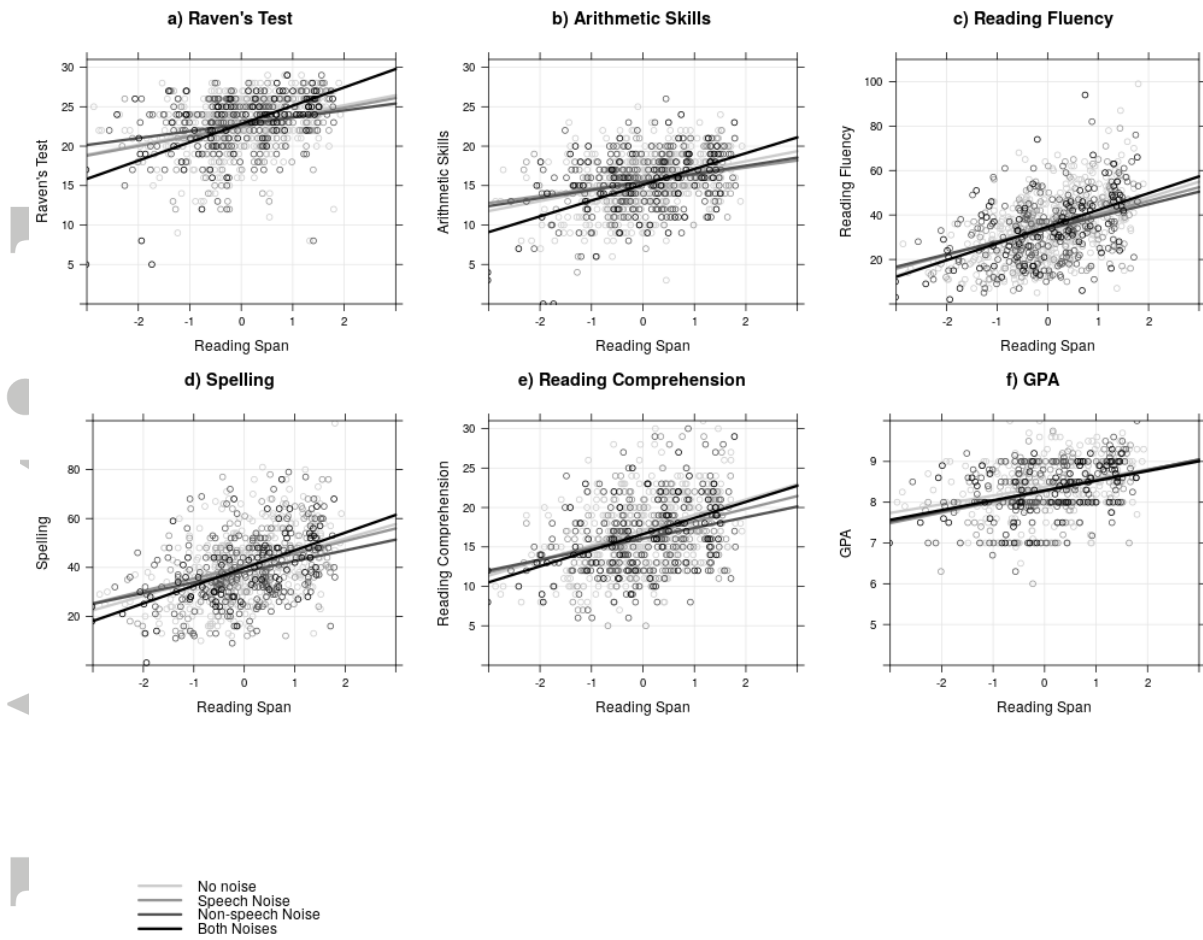 a) Raven's Test
b) Arithmetic Skills
c) Reading Fluency
Raven's Test
30
25
20
15
10
5
-2 -1 0 1 2
Reading Span
Arithmetic Skills
30
25
20
15
10
5
-2 -1 0 1 2
Reading Span
Reading Fluency
100
80
60
40
20
-2 -1 0 1 2
Reading Span
d) Spelling
e) Reading Comprehension
f) GPA
Spelling
80
60
40
20
-2 -1 0 1 2
Reading Span
Reading Comprehension
30
25
20
15
10
5
-2 -1 0 1 2
Reading Span
GPA
9
8
7
6
5
-2 -1 0 1 2
Reading Span
No noise
Speech Noise
Non-speech Noise
Both Noises